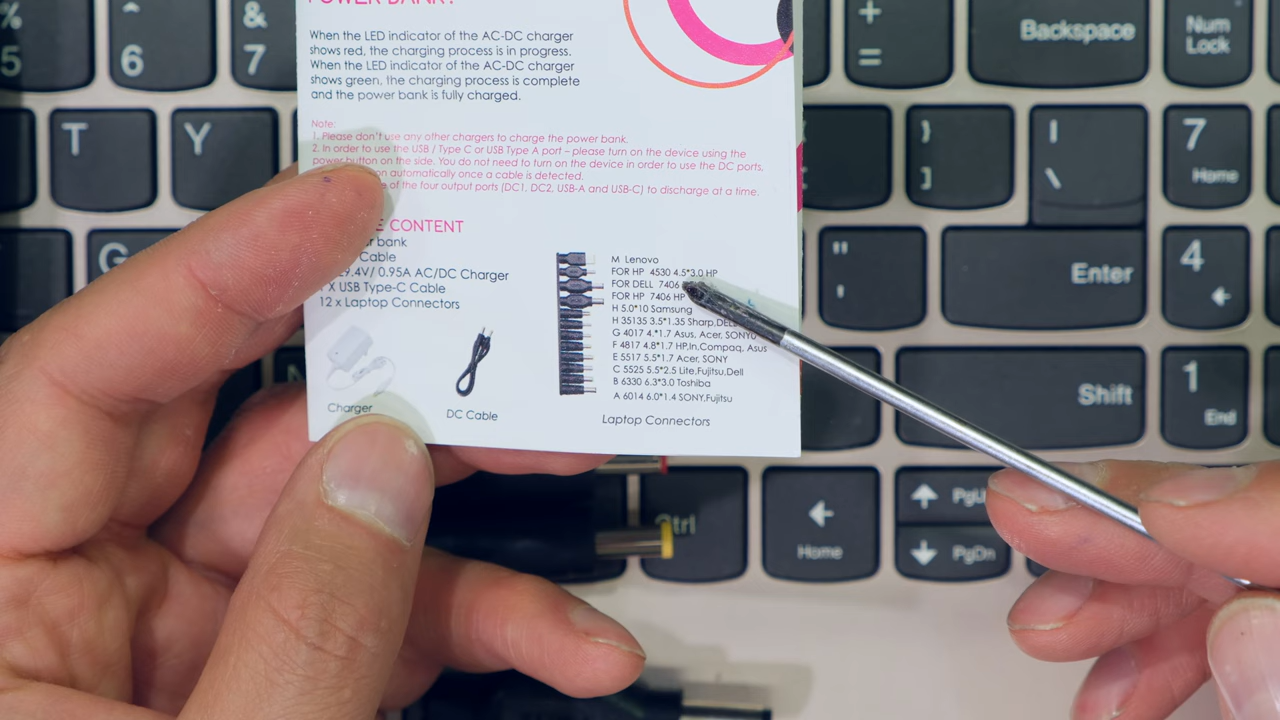 POWER BANK?
When the LED indicator of the AC-DC charger
shows red, the charging process is in progress.
When the LED indicator of the AC-DC charger
shows green, the charging process is complete
and the power bank is fully charged.
Note:
1. Please don't use any other chargers to charge the power bank.
2. In order to use the USB / Type C or USB Type A port – please turn on the device using the
power button on the side. You do not need to turn on the device in order to use the DC ports,
on automatically once a cable is detected.
of the four output ports (DC1, DC2, USB-A and USB-C) to discharge at a time.
CONTENT
bank
Cable
AC/DC Charger
x USB Type-C Cable
12 x Laptop Connectors
Charger
DC Cable
M Lenovo
FOR HP 4530 4.5*3.0 HP
FOR DELL 7406
FOR HP 7406 HP
H 5.0*10 Samsung
H 35135 3.5*1.35 Sharp,DELL
G 4017 4.*1.7 Asus, Acer, SONYU
F 4817 4.8*1.7 HP,In,Compaq, Asus
E 5517 5.5*1.7 Acer, SONY
C 5525 5.5*2.5 Lite,Fujitsu,Dell
B 6330 6.3*3.0 Toshiba
A 6014 6.0*1.4 SONY,Fujitsu
Laptop Connectors
%
5
^
6
&
7
+
=
Backspace
Num
Lock
T
Y
}
]
|
\
7
Home
G
"
'
Enter
4
Shift
1
End
Ctrl
Home
PgUp
PgDn